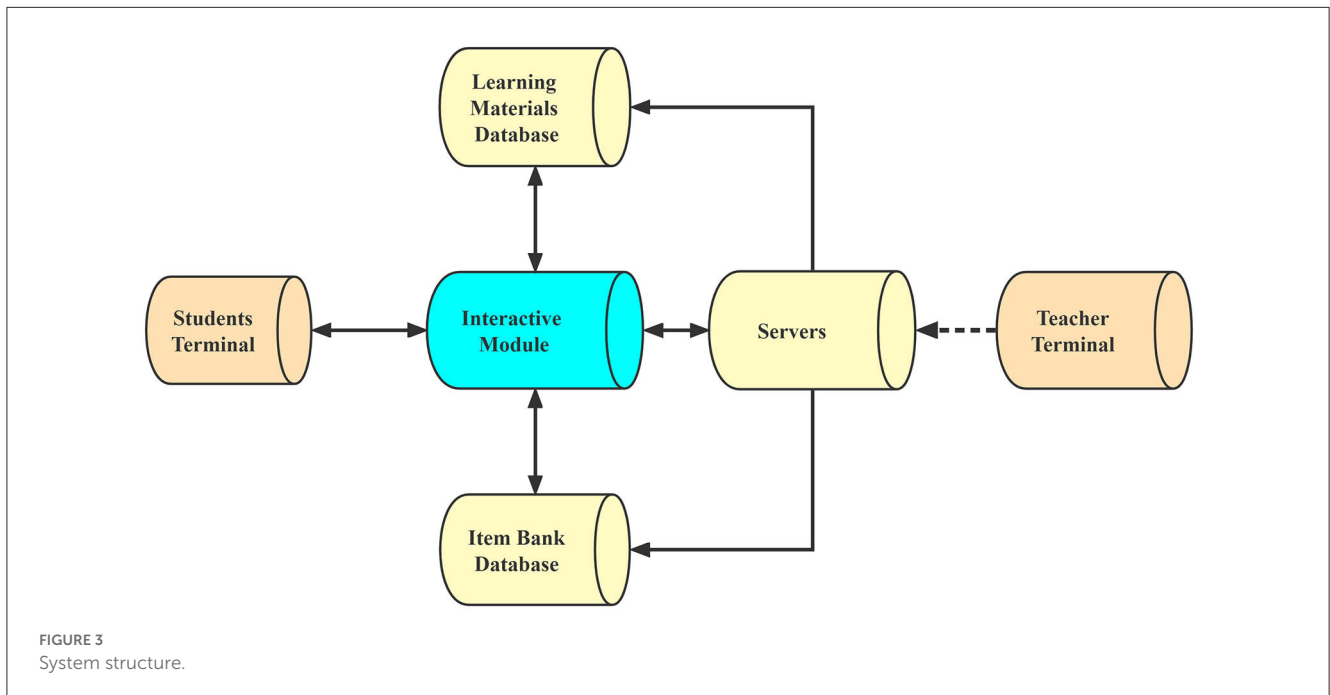 Learning
Materials
Database
Students
Terminal
Interactive
Module
Servers
Teacher
Terminal
Item Bank
Database
FIGURE 3
System structure.